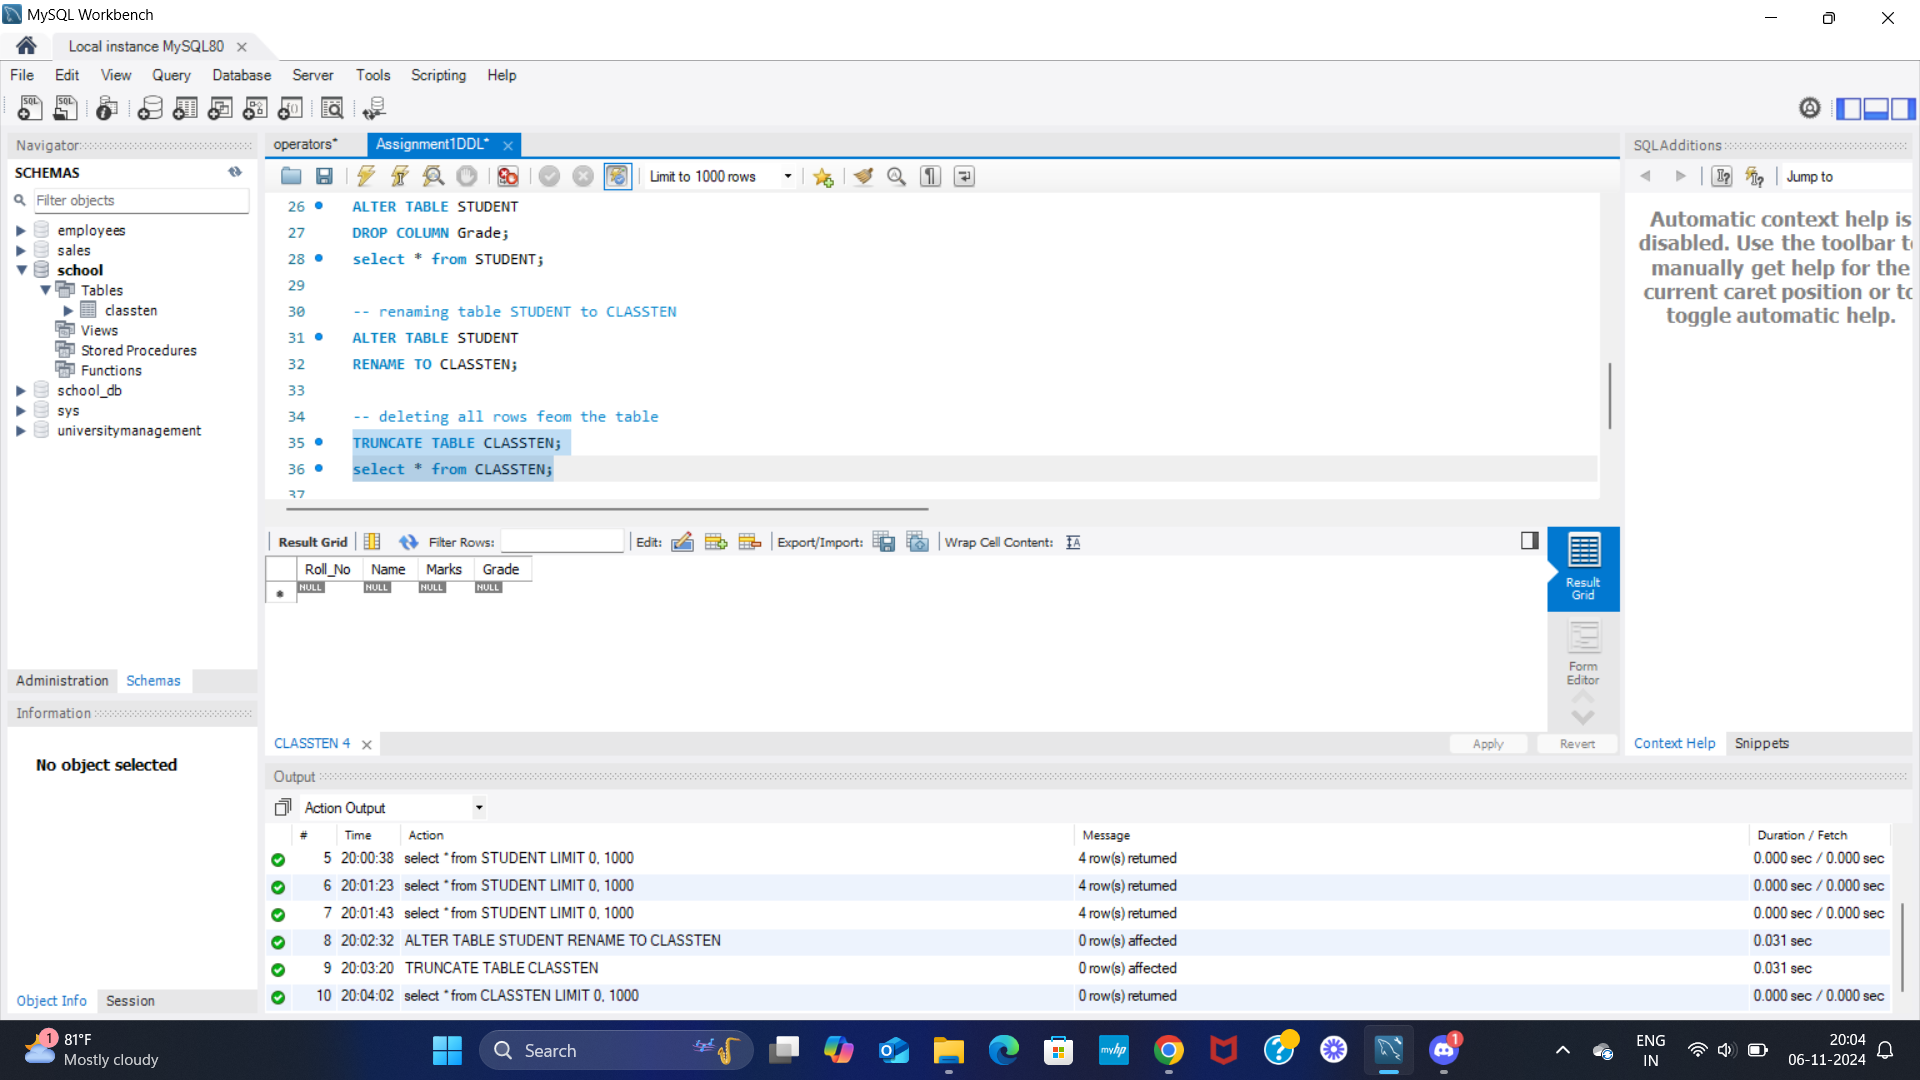 MySQL Workbench
Local instance MySQL80
File Edit View Query Database Server Tools Scripting Help
Navigator
SCHEMAS
Filter objects
employees
sales
school
Tables
classten
Views
Stored Procedures
Functions
school_db
sys
universitymanagement
Administration Schemas
Information
No object selected
Object Info Session
operators* Assignment1DDL*
Limit to 1000 rows
26 ALTER TABLE STUDENT
27 DROP COLUMN Grade;
28 select * from STUDENT;
29
30 -- renaming table STUDENT to CLASSTEN
31 ALTER TABLE STUDENT
32 RENAME TO CLASSTEN;
33
34 -- deleting all rows feom the table
35 TRUNCATE TABLE CLASSTEN;
36 select * from CLASSTEN;
37
Result Grid Filter Rows: Edit: Export/Import: Wrap Cell Content:
Roll_No Name Marks Grade
NULL NULL NULL NULL
Result
Grid
Form
Editor
CLASSTEN 4 Apply Revert
SQLAdditions
Jump to
Automatic context help is
disabled. Use the toolbar to
manually get help for the
current caret position or to
toggle automatic help.
Context Help Snippets
Output
Action Output
# Time Action Message Duration / Fetch
5 20:00:38 select * from STUDENT LIMIT 0, 1000 4 row(s) returned 0.000 sec / 0.000 sec
6 20:01:23 select * from STUDENT LIMIT 0, 1000 4 row(s) returned 0.000 sec / 0.000 sec
7 20:01:43 select * from STUDENT LIMIT 0, 1000 4 row(s) returned 0.000 sec / 0.000 sec
8 20:02:32 ALTER TABLE STUDENT RENAME TO CLASSTEN 0 row(s) affected 0.031 sec
9 20:03:20 TRUNCATE TABLE CLASSTEN 0 row(s) affected 0.031 sec
10 20:04:02 select * from CLASSTEN LIMIT 0, 1000 0 row(s) returned 0.000 sec / 0.000 sec
1 81°F
Mostly cloudy
Search
myhp
1
ENG
IN
20:04
06-11-2024